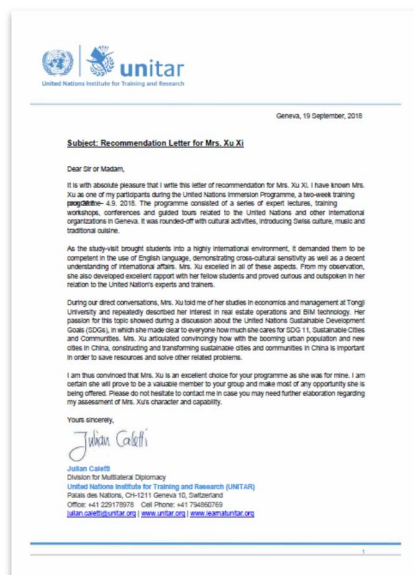 unitar
United Nations Institute for Training and Research
Geneva, 19 September, 2018
Subject: Recommendation Letter for Mrs. Xu Xi
Dear Sir or Madam,
It is with absolute pleasure that I write this letter of recommendation for Mrs. Xu Xi. I have known Mrs.
Xu as one of my participants during the United Nations Immersion Programme, a two-week training
– 4.9. 2018. The programme consisted of a series of expert lectures, training
workshops, conferences and guided tours related to the United Nations and other international
organizations in Geneva. It was rounded-off with cultural activities, introducing Swiss culture, music and
traditional cuisine.
As the study-visit brought students into a highly international environment, it demanded them to be
competent in the use of English language, demonstrating cross-cultural sensitivity as well as a decent
understanding of international affairs. Mrs. Xu excelled in all of these aspects. From my observation,
she also developed excellent rapport with her fellow students and proved curious and outspoken in her
relation to the United Nation's experts and trainers.
During our direct conversations, Mrs. Xu told me of her studies in economics and management at Tongji
University and repeatedly described her interest in real estate operations and BIM technology. Her
passion for this topic showed during a discussion about the United Nations Sustainable Development
Goals (SDGs), in which she made clear to everyone how much she cares for SDG 11, Sustainable Cities
and Communities. Mrs. Xu articulated convincingly how with the booming urban population and new
cities in China, constructing and transforming sustainable cities and communities in China is important
in order to save resources and solve other related problems.
I am thus convinced that Mrs. Xu is an excellent choice for your programme as she was for mine. I am
certain she will prove to be a valuable member to your group and make most of any opportunity she is
being offered. Please do not hesitate to contact me in case you may need further elaboration regarding
my assessment of Mrs. Xu's character and capability.
Yours sincerely,
Julian Caletti
Julian Caletti
Division for Multilateral Diplomacy
United Nations Institute for Training and Research (UNITAR)
Palais des Nations, CH-1211 Geneva 10, Switzerland
Office: +41 229178978 Cell Phone: +41 794860769
julian.caletti@unitar.org | www.unitar.org | www.learnatunitar.org
1